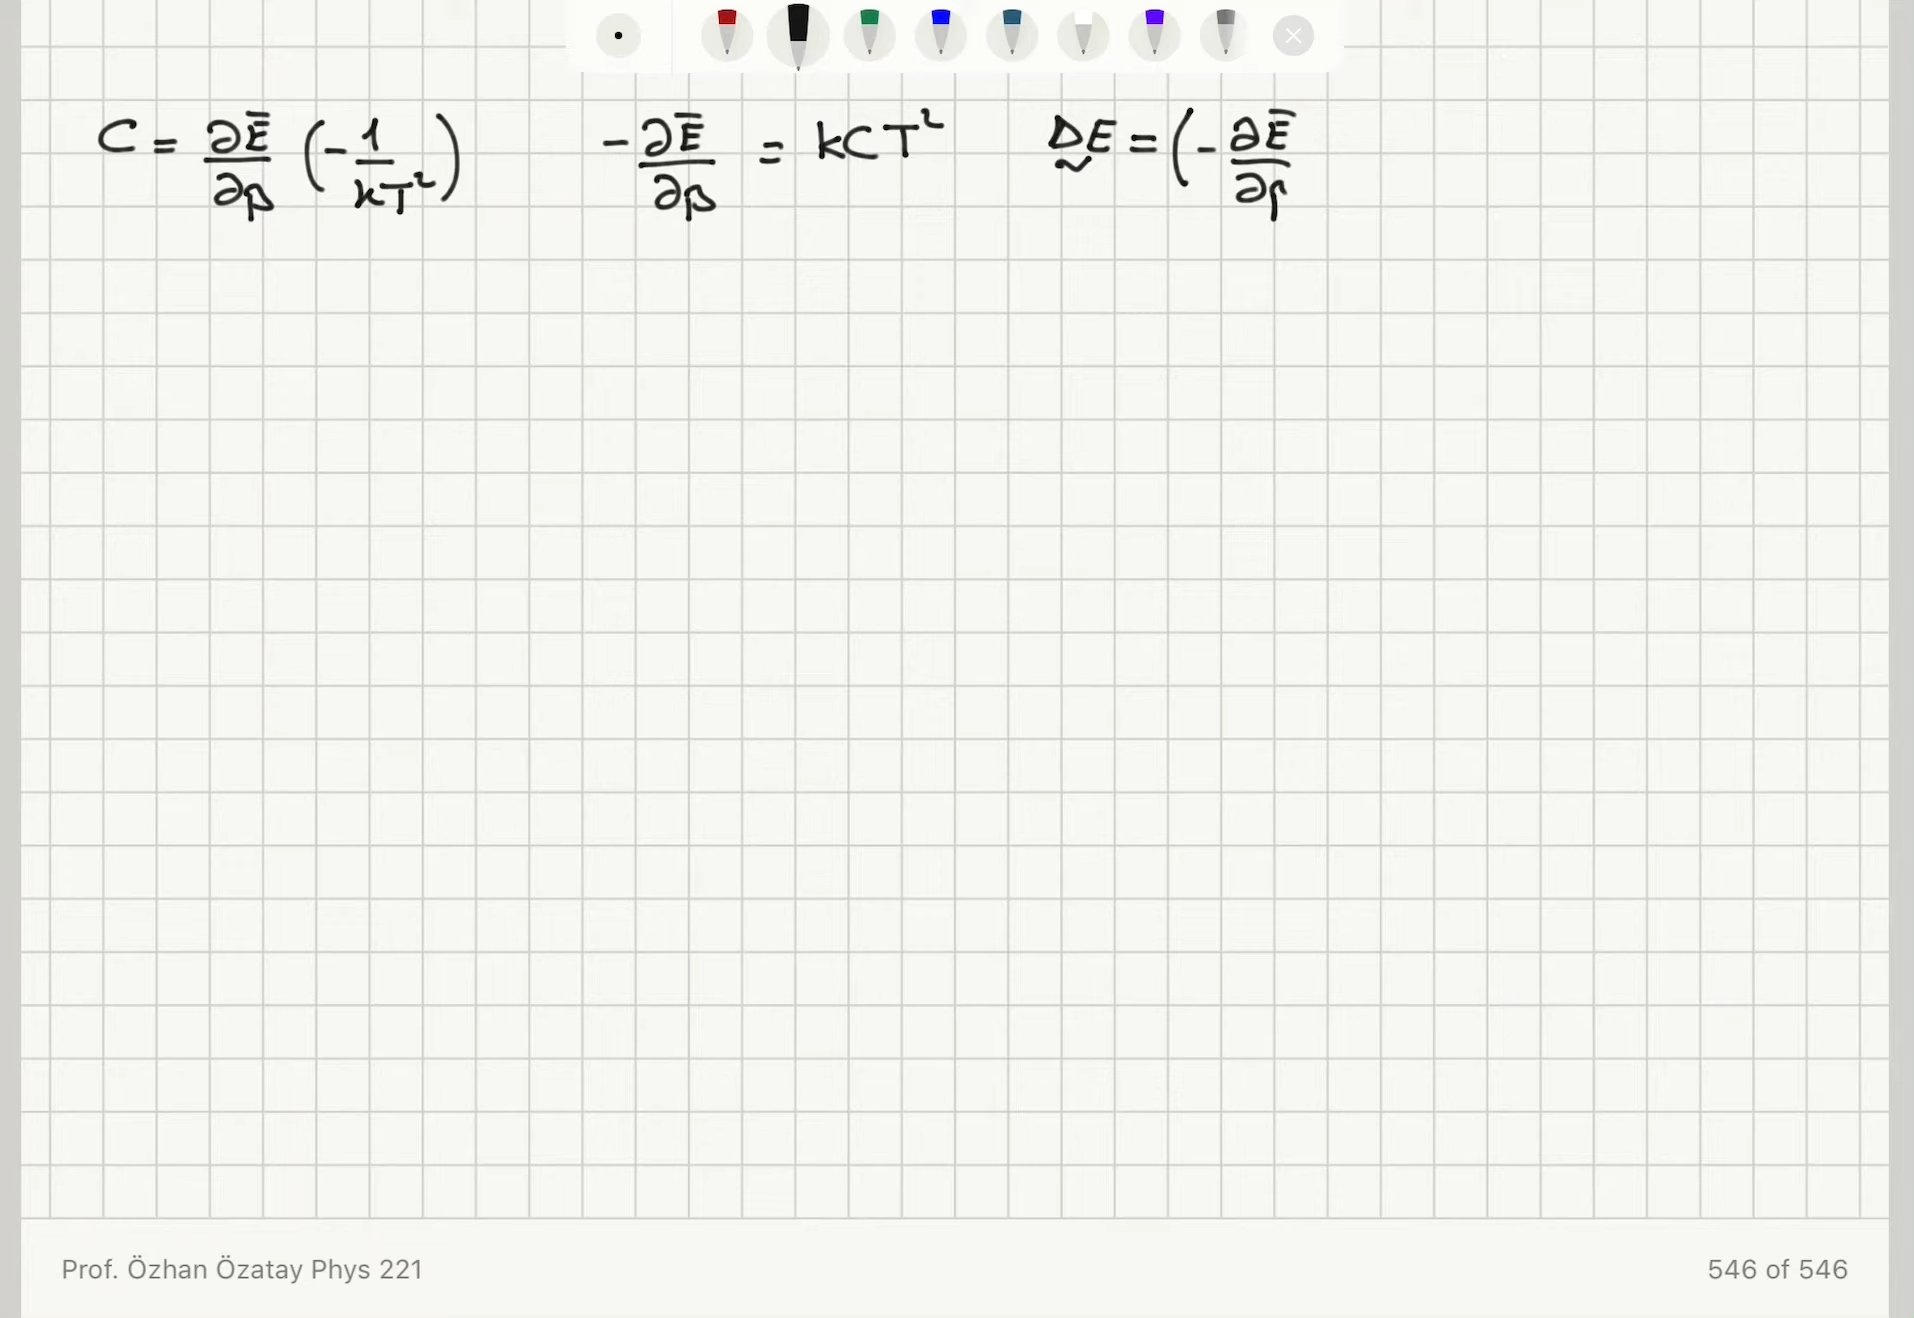 C = ∂Ē/∂β (-1/kT²) -∂Ē/∂β = kCT² ΔE = (-∂Ē/∂β
Prof. Özhan Özatay Phys 221 546 of 546